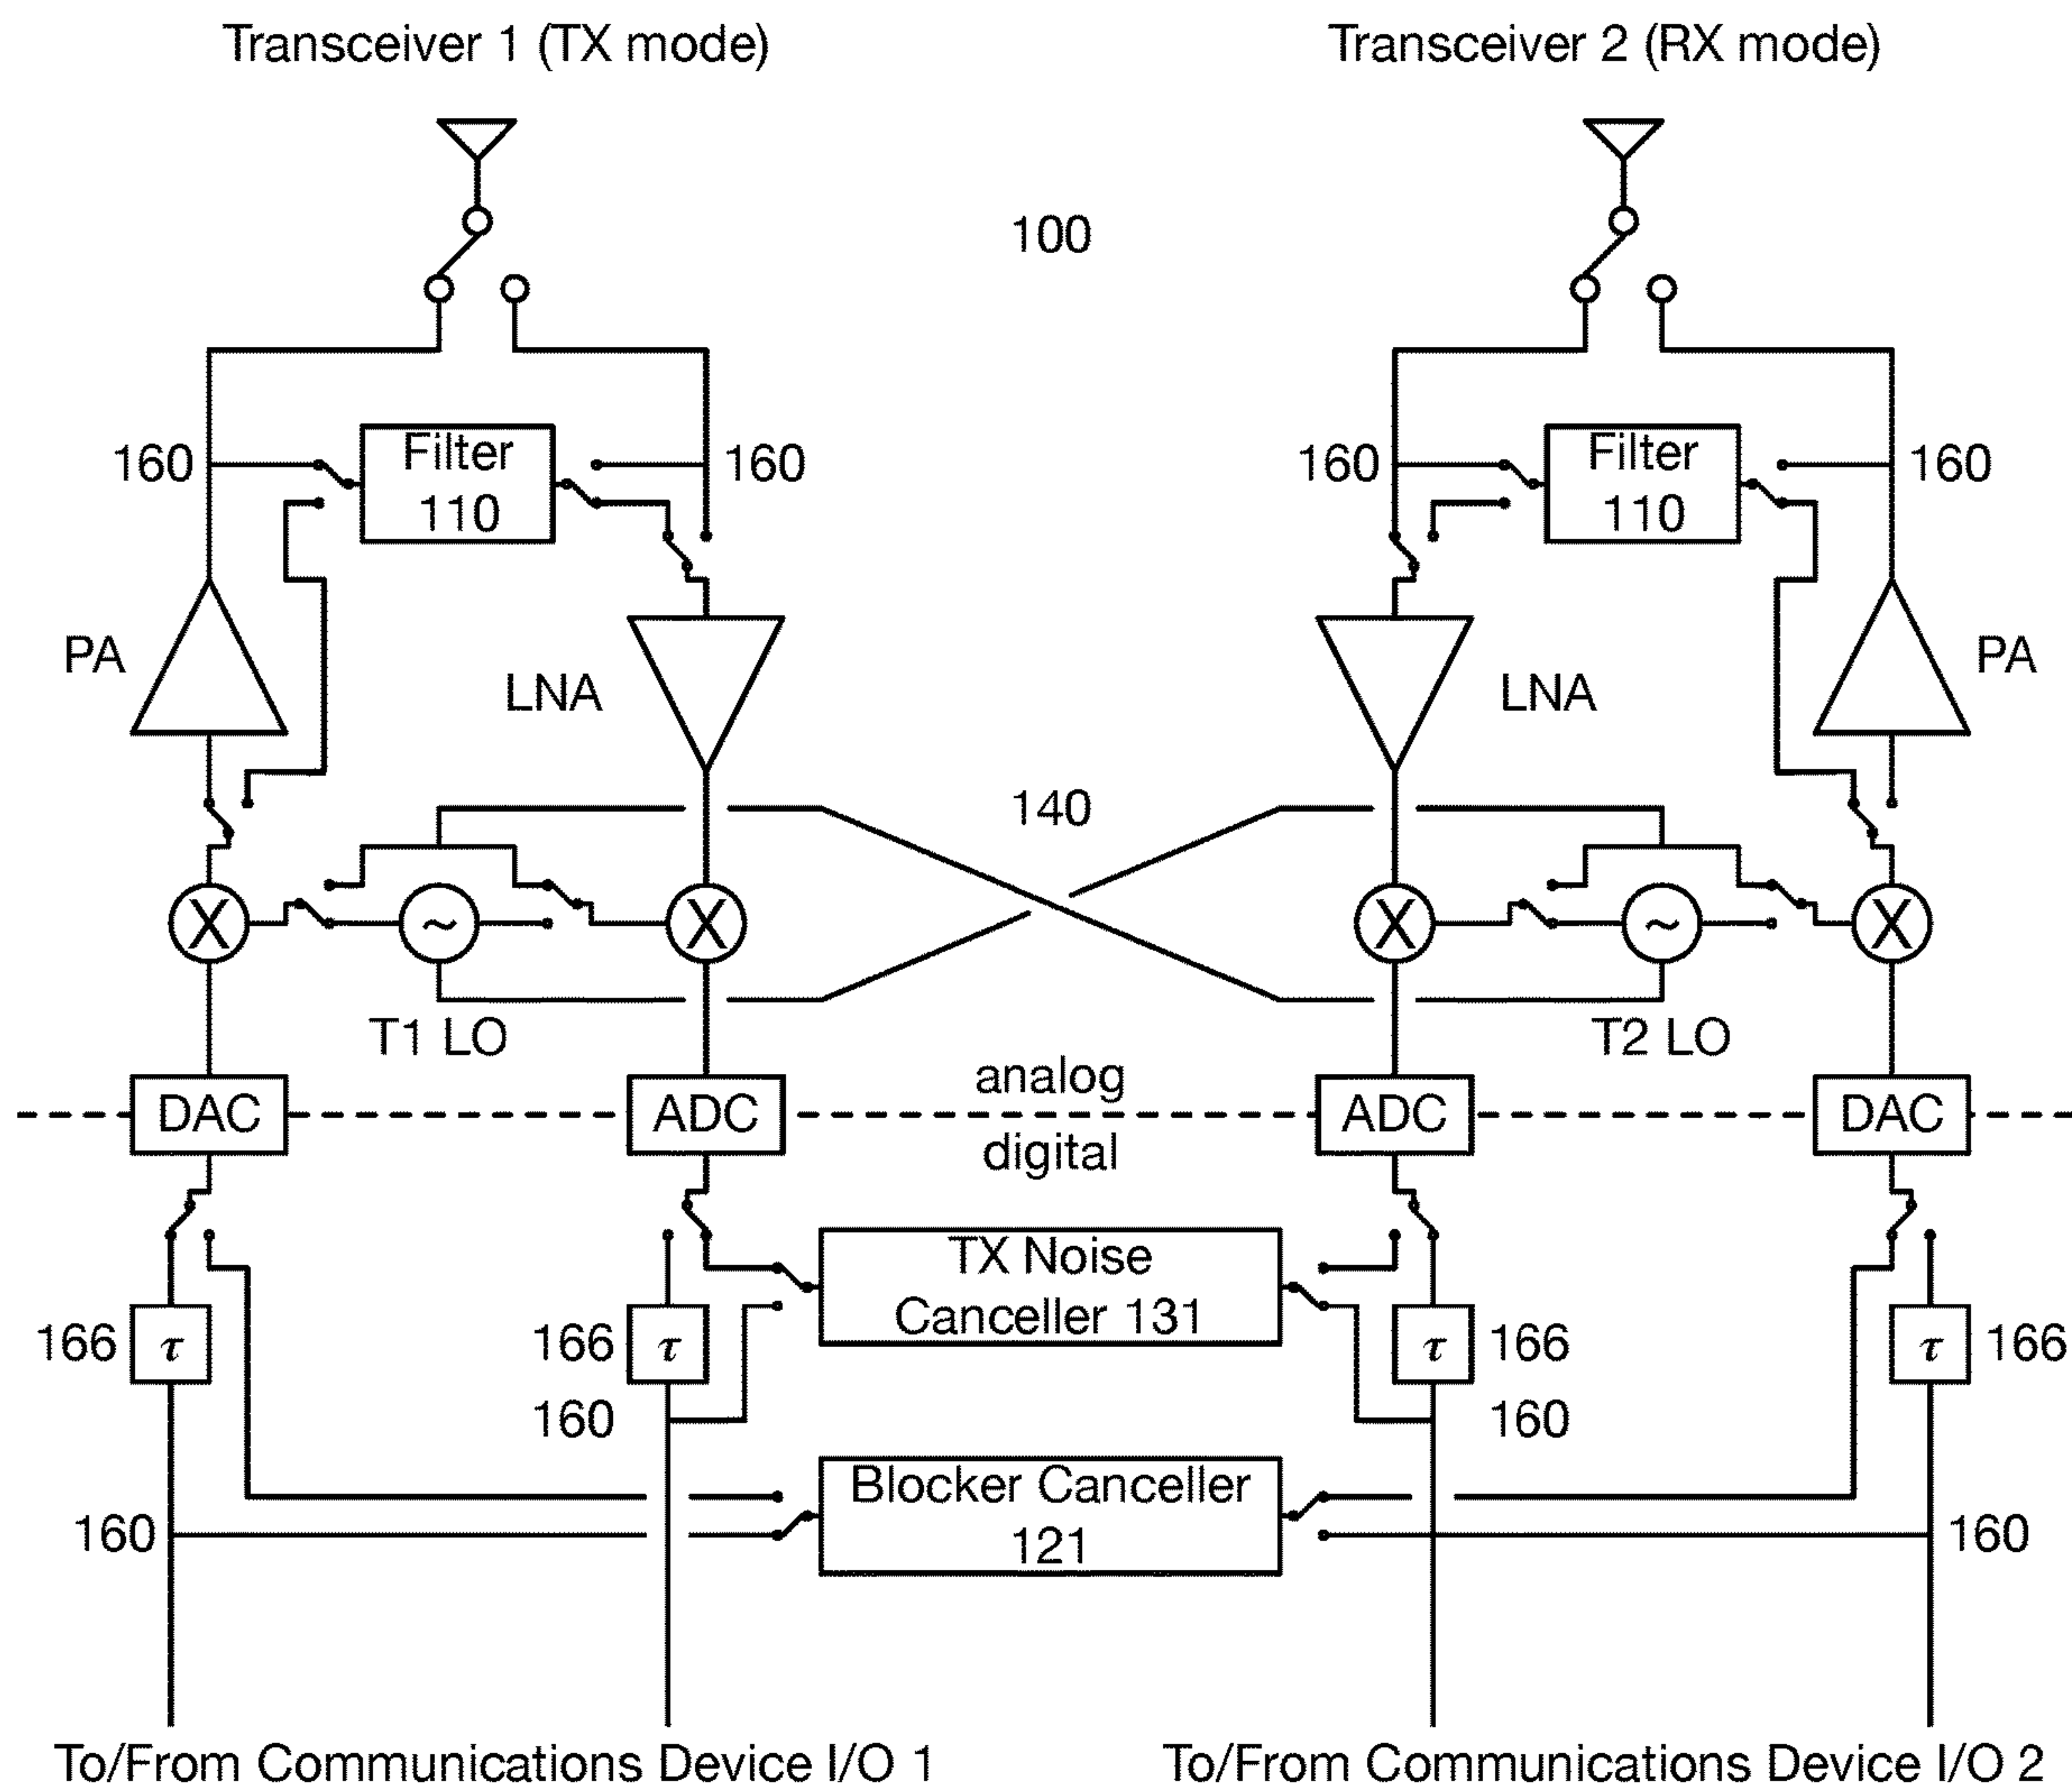 Transceiver 1 (TX mode)
Transceiver 2 (RX mode)
100
160
Filter
110
160
160
Filter
110
160
PA
LNA
LNA
PA
140
X
~
X
X
~
X
T1 LO
T2 LO
analog
DAC
ADC
ADC
DAC
digital
TX Noise
Canceller 131
166
τ
166
τ
τ
166
τ
166
160
160
Blocker Canceller
121
160
160
To/From Communications Device I/O 1
To/From Communications Device I/O 2